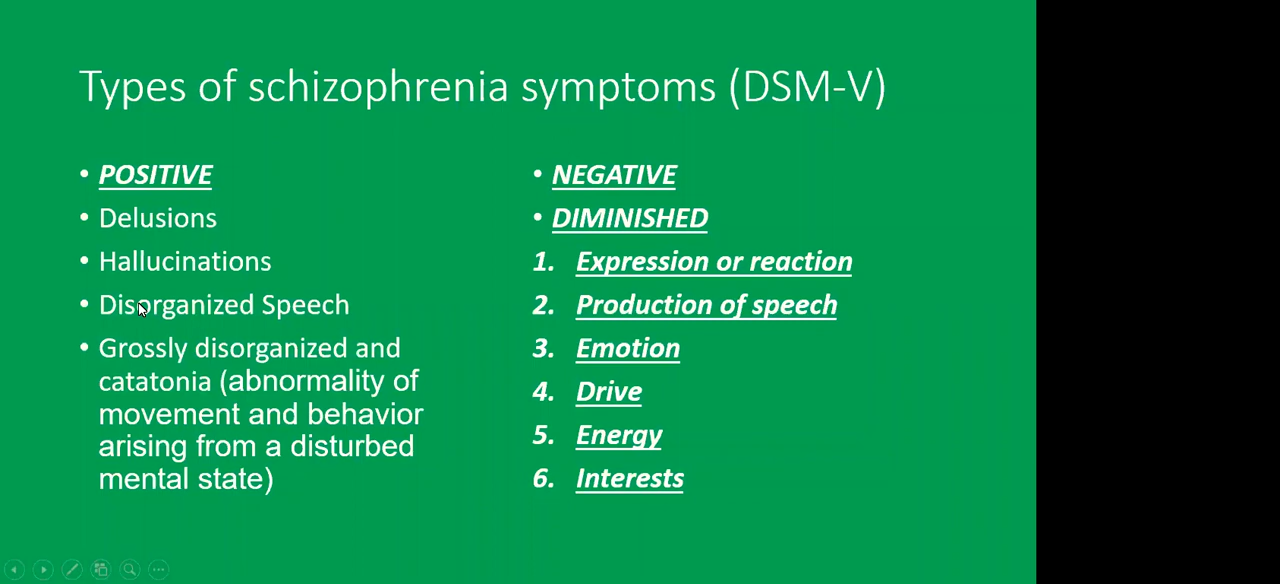 Types of schizophrenia symptoms (DSM-V)
• POSITIVE
• Delusions
• Hallucinations
• Disorganized Speech
• Grossly disorganized and
catatonia (abnormality of
movement and behavior
arising from a disturbed
mental state)
• NEGATIVE
• DIMINISHED
1. Expression or reaction
2. Production of speech
3. Emotion
4. Drive
5. Energy
6. Interests